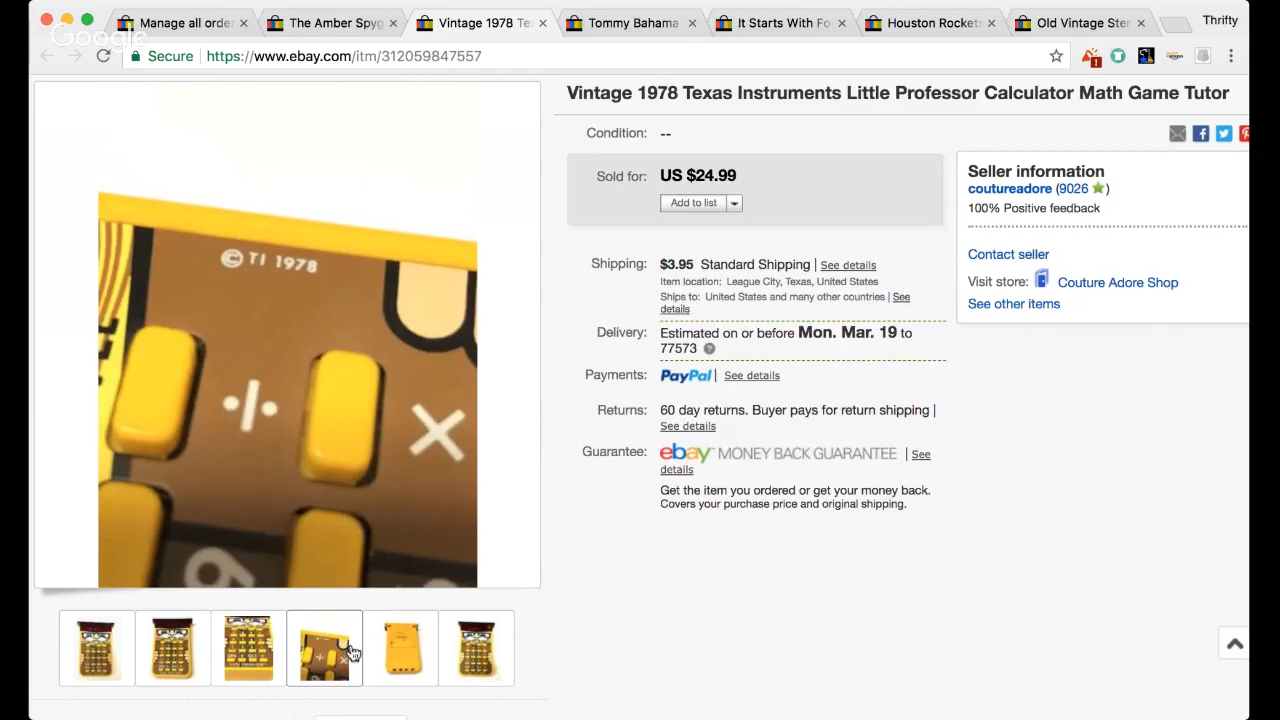 Manage all order
The Amber Spyg
Vintage 1978 Te
Tommy Bahama
It Starts With Fo
Houston Rockets
Old Vintage Sta
Thrifty
Google
Secure
https://www.ebay.com/itm/312059847557
Vintage 1978 Texas Instruments Little Professor Calculator Math Game Tutor
Condition: --
Sold for: US $24.99
Add to list
Seller information
coutureadore (9026 )
100% Positive feedback
Contact seller
Visit store: Couture Adore Shop
See other items
Shipping: $3.95 Standard Shipping | See details
Item location: League City, Texas, United States
Ships to: United States and many other countries | See
details
Delivery: Estimated on or before Mon. Mar. 19 to
77573
Payments: PayPal | See details
Returns: 60 day returns. Buyer pays for return shipping |
See details
Guarantee: ebay MONEY BACK GUARANTEE | See
details
Get the item you ordered or get your money back.
Covers your purchase price and original shipping.
© TI 1978
÷ ×
9